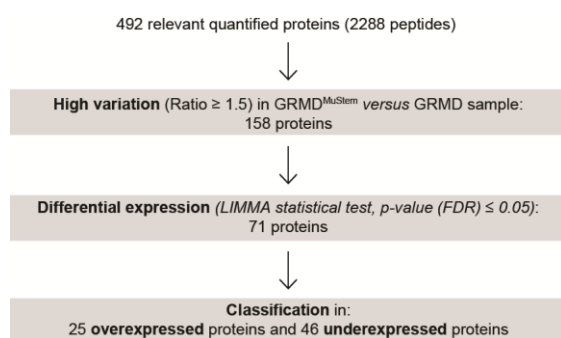 492 relevant quantified proteins (2288 peptides)
High variation (Ratio ≥ 1.5) in GRMDMuStem versus GRMD sample:
158 proteins
Differential expression (LIMMA statistical test, p-value (FDR) ≤ 0.05):
71 proteins
Classification in:
25 overexpressed proteins and 46 underexpressed proteins